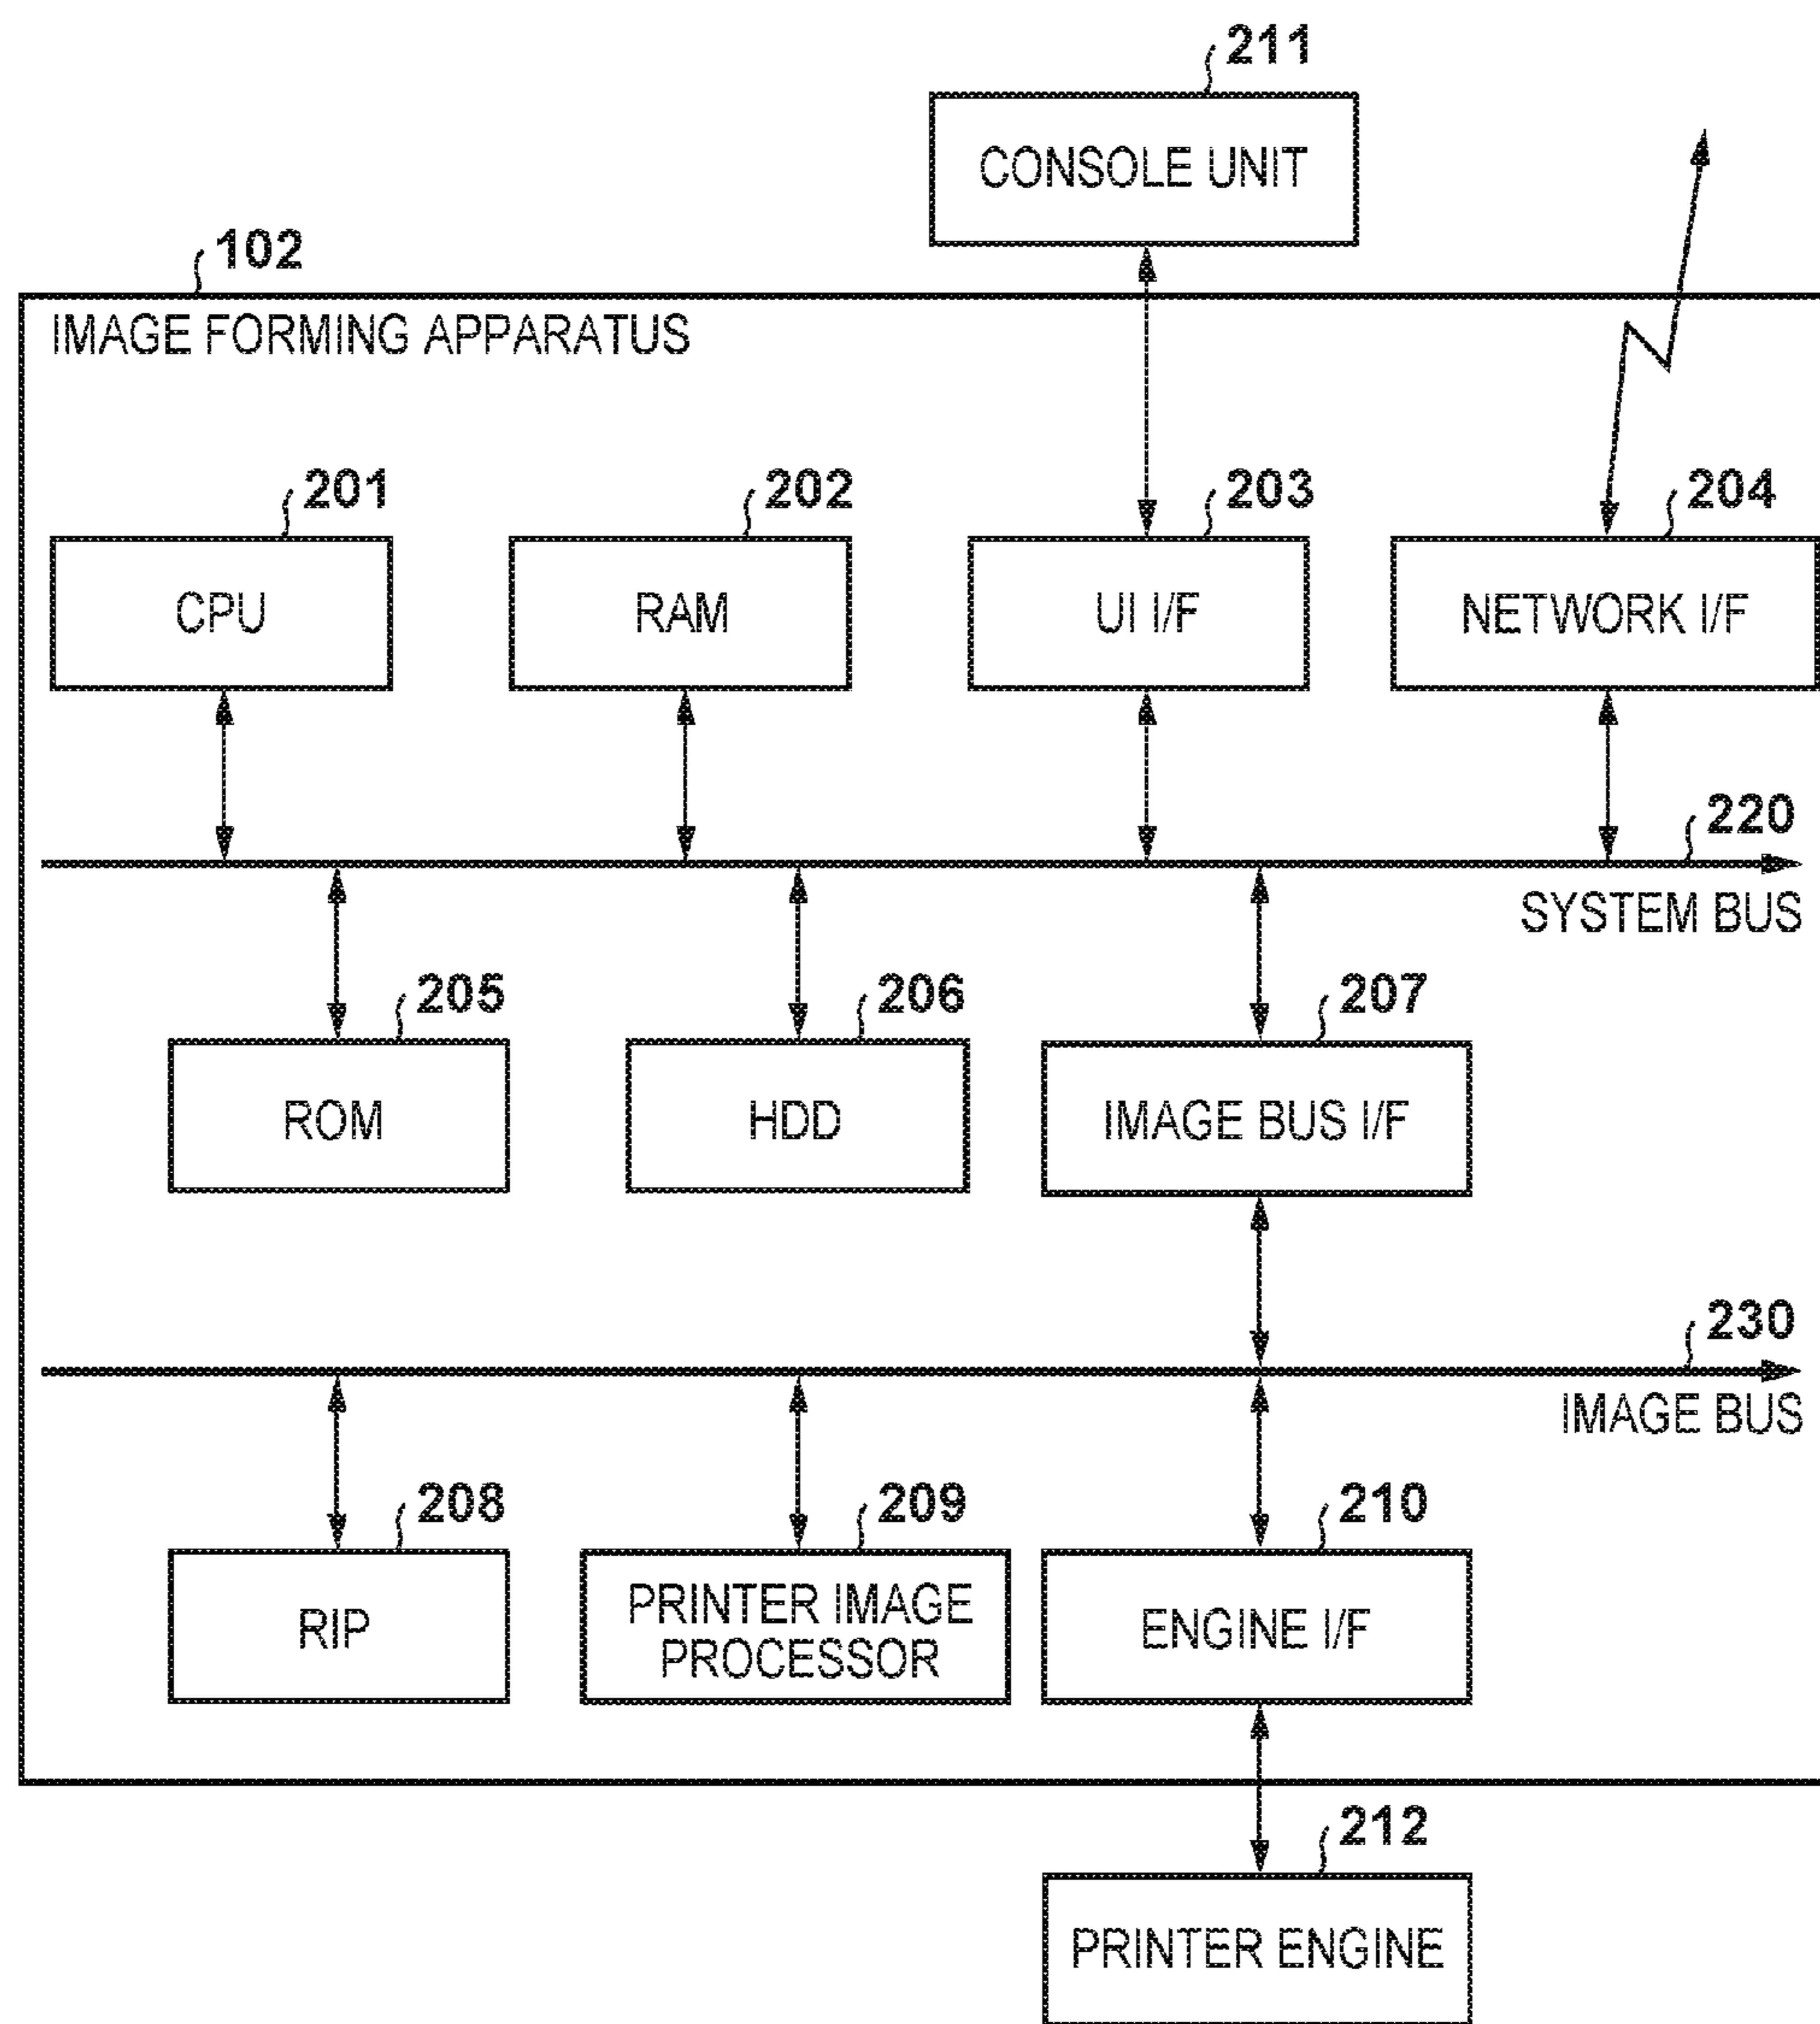 211
CONSOLE UNIT
102
IMAGE FORMING APPARATUS
201
202
203
204
CPU
RAM
UI I/F
NETWORK I/F
220
SYSTEM BUS
205
206
207
ROM
HDD
IMAGE BUS I/F
230
IMAGE BUS
208
209
210
RIP
PRINTER IMAGE
PROCESSOR
ENGINE I/F
212
PRINTER ENGINE